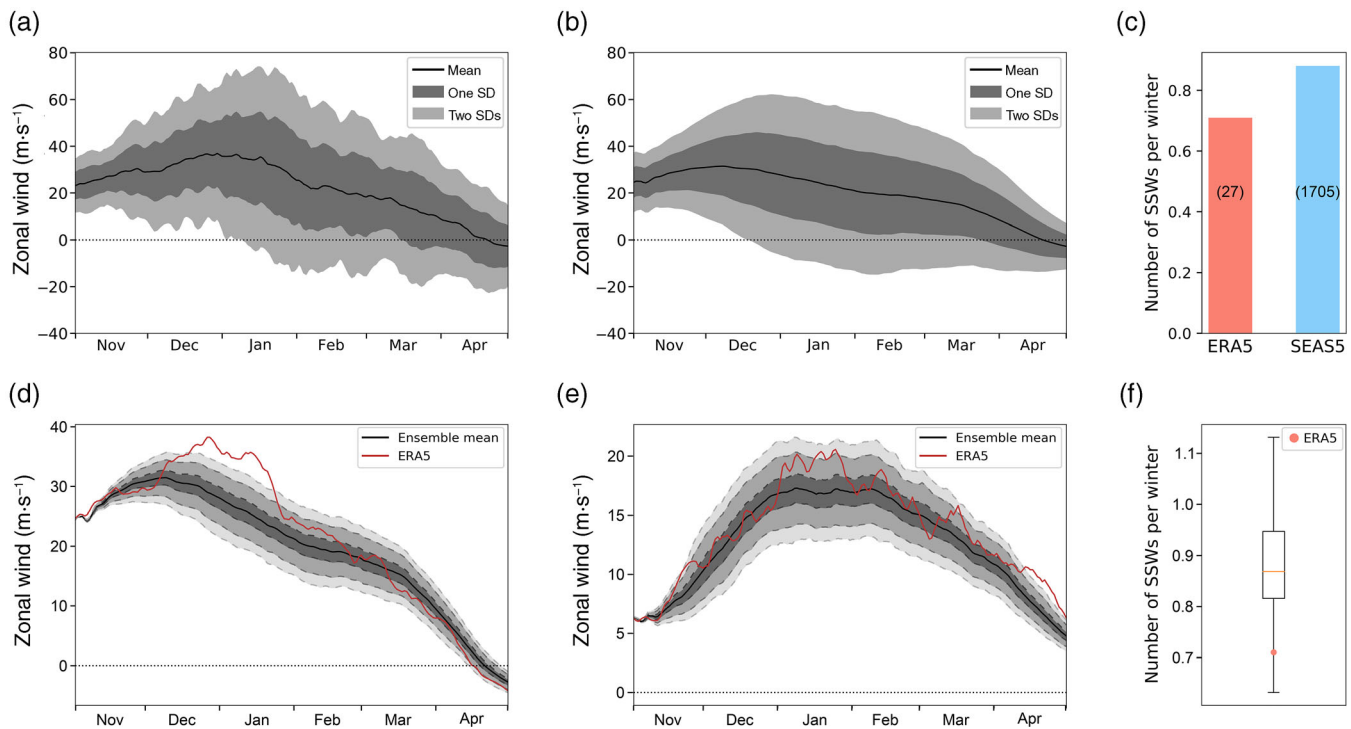 (a)
80
60
40
20
0
−20
−40
Zonal wind (m·s⁻¹)
Mean
One SD
Two SDs
Nov Dec Jan Feb Mar Apr
(b)
80
60
40
20
0
−20
−40
Zonal wind (m·s⁻¹)
Mean
One SD
Two SDs
Nov Dec Jan Feb Mar Apr
(c)
0.8
0.6
0.4
0.2
0.0
Number of SSWs per winter
(27)
(1705)
ERA5 SEAS5
(d)
40
30
20
10
0
Zonal wind (m·s⁻¹)
Ensemble mean
ERA5
Nov Dec Jan Feb Mar Apr
(e)
20
15
10
5
0
Zonal wind (m·s⁻¹)
Ensemble mean
ERA5
Nov Dec Jan Feb Mar Apr
(f)
1.1
1.0
0.9
0.8
0.7
Number of SSWs per winter
ERA5